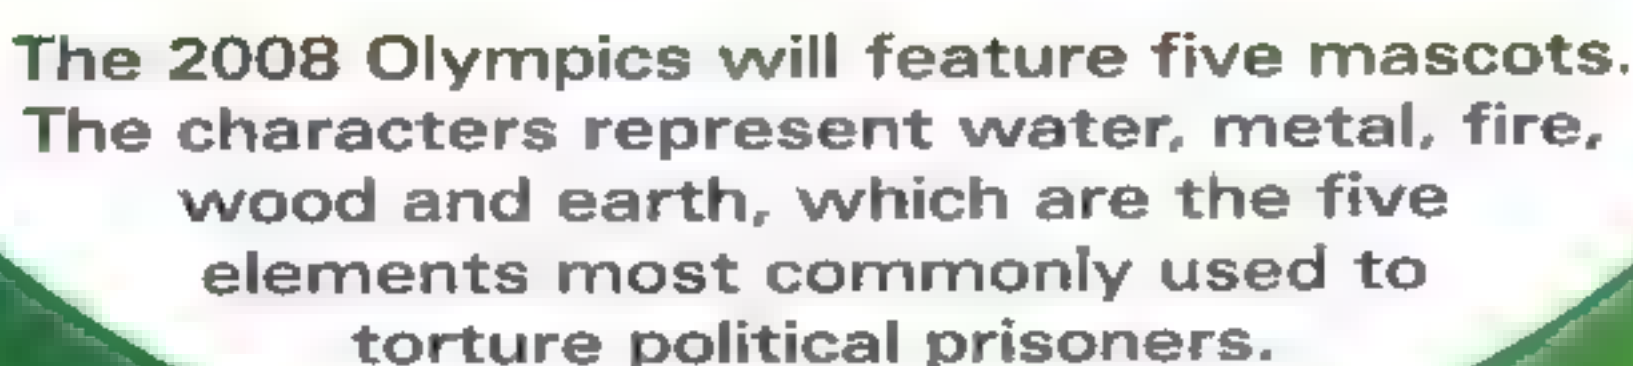 The 2008 Olympics will feature five mascots.
The characters represent water, metal, fire,
wood and earth, which are the five
elements most commonly used to
torture political prisoners.